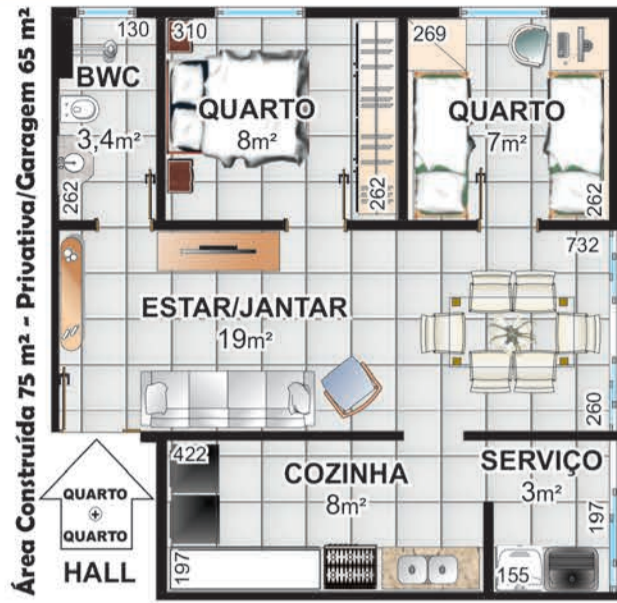 Área Construída 75 m² - Privativa/Garagem 65 m²
130
BWC
3,4m²
262
310
QUARTO
8m²
262
269
QUARTO
7m²
262
732
ESTAR/JANTAR
19m²
260
422
COZINHA
8m²
197
SERVIÇO
3m²
197
155
QUARTO
+
QUARTO
HALL